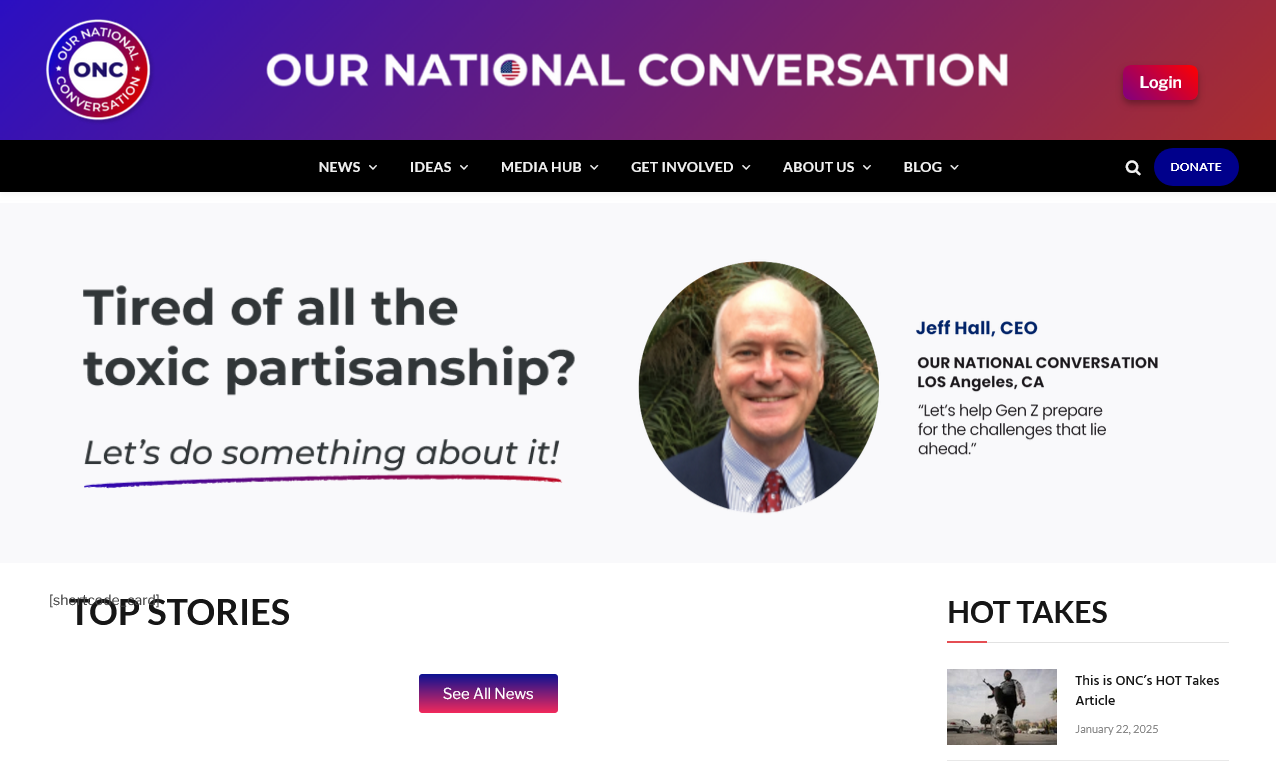 OUR NATIONAL
ONC
CONVERSATION
OUR NATIONAL CONVERSATION
Login
NEWS
IDEAS
MEDIA HUB
GET INVOLVED
ABOUT US
BLOG
DONATE
Tired of all the
toxic partisanship?
Let's do something about it!
Jeff Hall, CEO
OUR NATIONAL CONVERSATION
LOS Angeles, CA
“Let's help Gen Z prepare
for the challenges that lie
ahead.”
[shortcode_card]
TOP STORIES
See All News
HOT TAKES
This is ONC's HOT Takes
Article
January 22, 2025